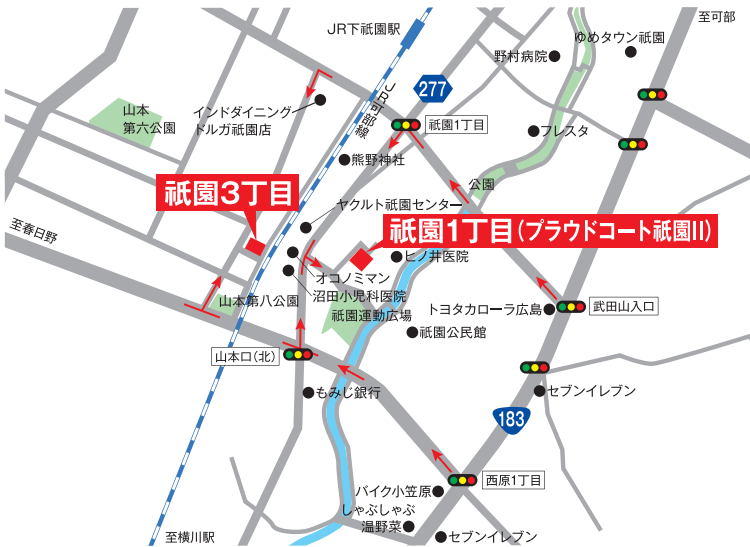 至可部
JR下祇園駅
ゆめタウン祇園
野村病院
277
JR可部線
山本
第六公園
インドダイニング
ドルガ祇園店
祇園1丁目
フレスタ
熊野神社
公園
祇園3丁目
ヤクルト祇園センター
至春日野
祇園1丁目(プラウドコート祇園II)
ヒノ井医院
オコノミマン
沼田小児科医院
山本第八公園
祇園運動広場
トヨタカローラ広島
武田山入口
祇園公民館
山本口(北)
もみじ銀行
セブンイレブン
183
西原1丁目
バイク小笠原
しゃぶしゃぶ
温野菜
至横川駅
セブンイレブン